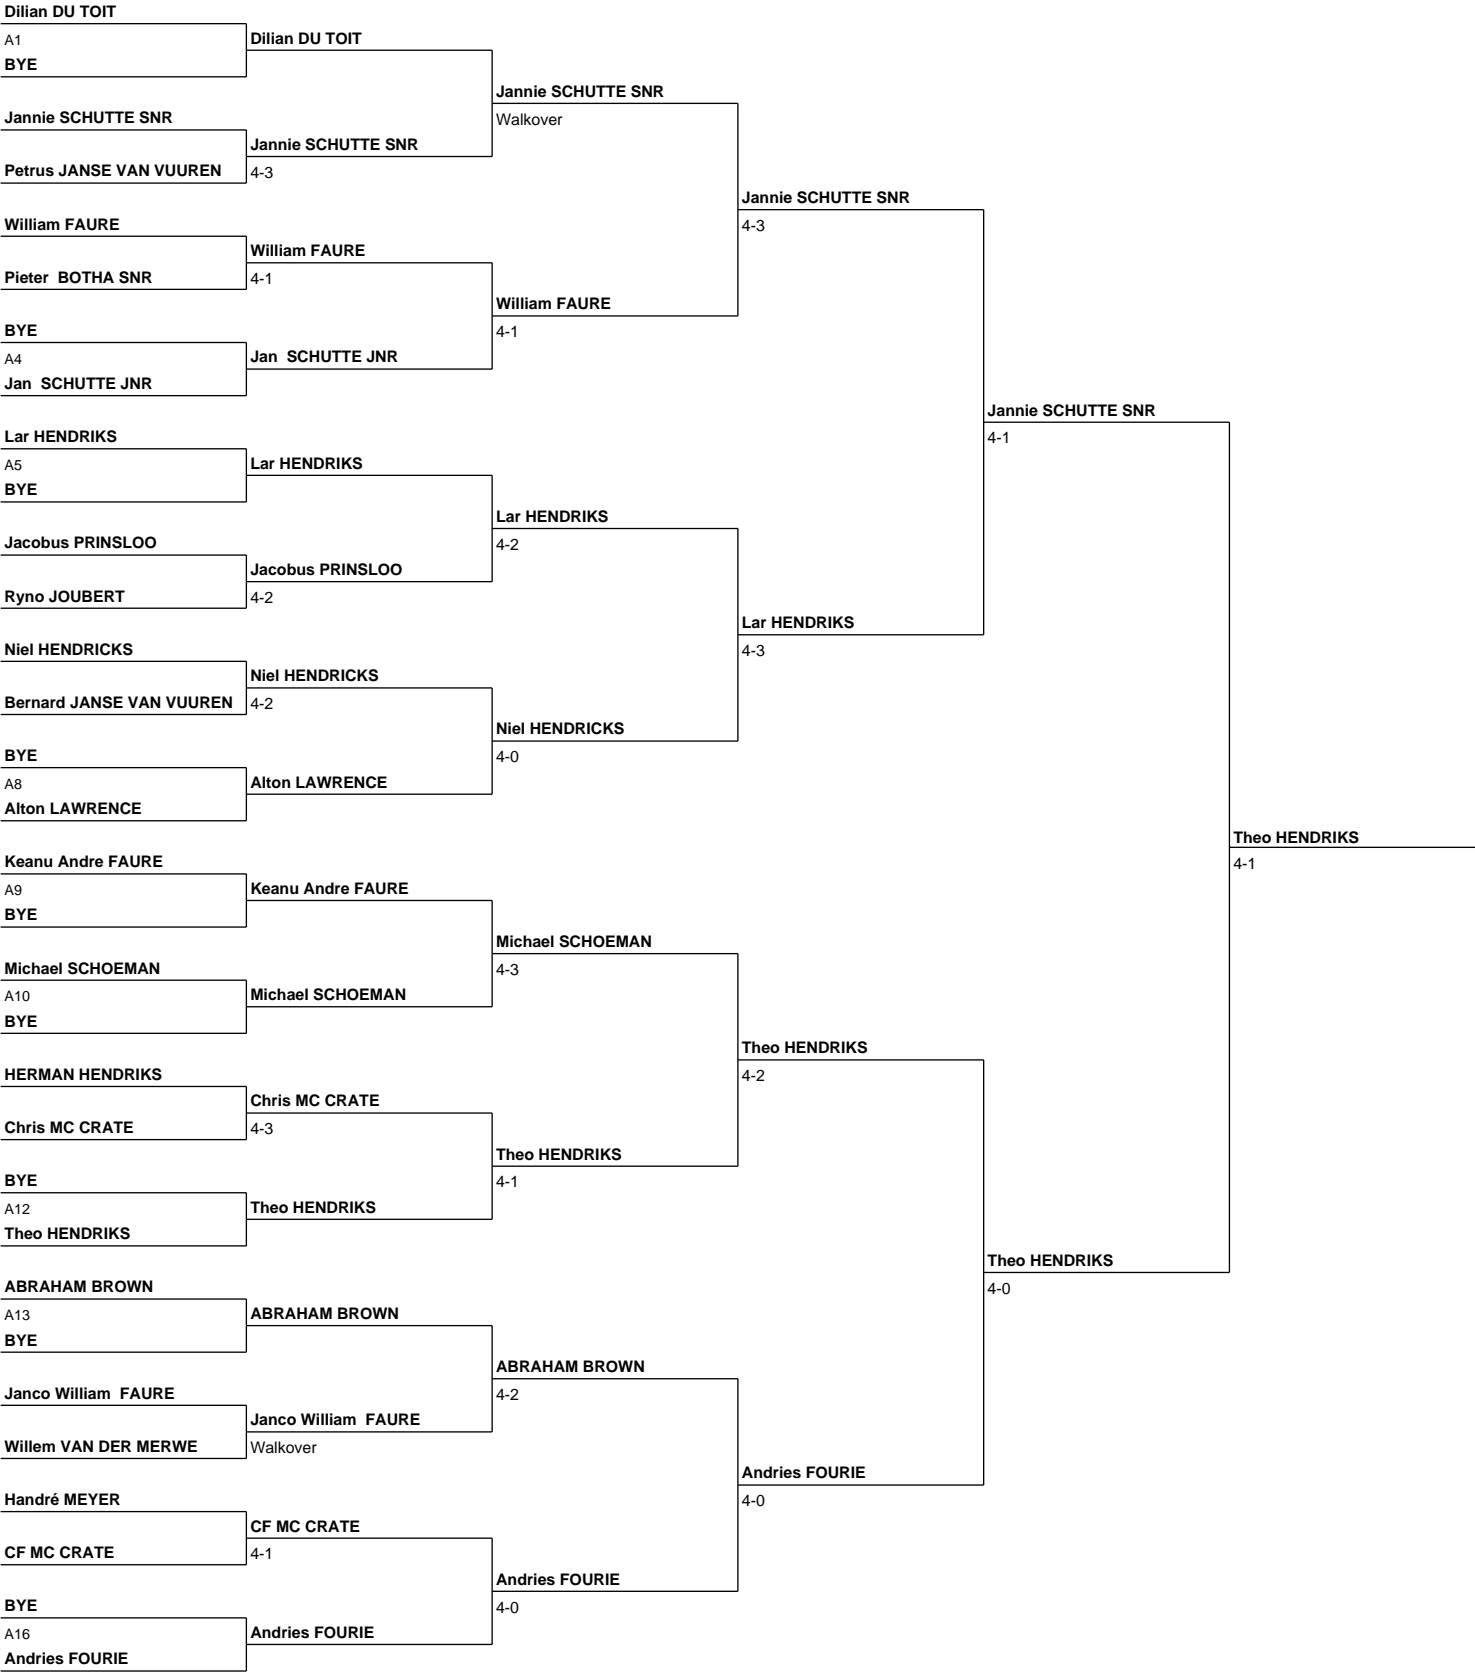 Dilian DU TOIT
A1
BYE
Jannie SCHUTTE SNR
Petrus JANSE VAN VUUREN
William FAURE
Pieter  BOTHA SNR
BYE
A4
Jan  SCHUTTE JNR
Lar HENDRIKS
A5
BYE
Jacobus PRINSLOO
Ryno JOUBERT
Niel HENDRICKS
Bernard JANSE VAN VUUREN
BYE
A8
Alton LAWRENCE
Keanu Andre FAURE
A9
BYE
Michael SCHOEMAN
A10
BYE
HERMAN HENDRIKS
Chris MC CRATE
BYE
A12
Theo HENDRIKS
ABRAHAM BROWN
A13
BYE
Janco William  FAURE
Willem VAN DER MERWE
Handré MEYER
CF MC CRATE
BYE
A16
Andries FOURIE
Dilian DU TOIT
Jannie SCHUTTE SNR
4-3
William FAURE
4-1
Jan  SCHUTTE JNR
Lar HENDRIKS
Jacobus PRINSLOO
4-2
Niel HENDRICKS
4-2
Alton LAWRENCE
Keanu Andre FAURE
Michael SCHOEMAN
Chris MC CRATE
4-3
Theo HENDRIKS
ABRAHAM BROWN
Janco William  FAURE
Walkover
CF MC CRATE
4-1
Andries FOURIE
Jannie SCHUTTE SNR
Walkover
William FAURE
4-1
Lar HENDRIKS
4-2
Niel HENDRICKS
4-0
Michael SCHOEMAN
4-3
Theo HENDRIKS
4-1
ABRAHAM BROWN
4-2
Andries FOURIE
4-0
Jannie SCHUTTE SNR
4-3
Lar HENDRIKS
4-3
Theo HENDRIKS
4-2
Andries FOURIE
4-0
Jannie SCHUTTE SNR
4-1
Theo HENDRIKS
4-0
Theo HENDRIKS
4-1